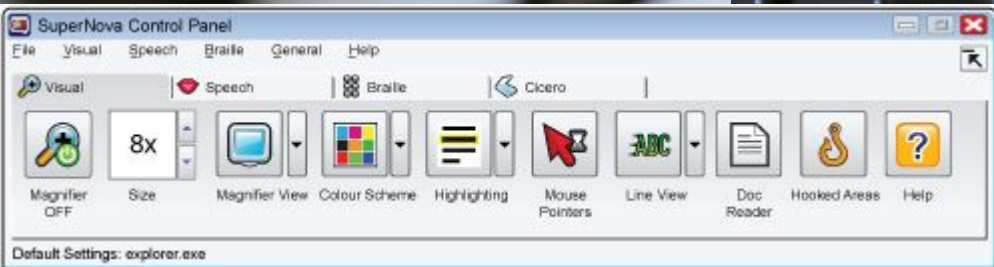 SuperNova Control Panel
File Visual Speech Braille General Help
Visual Speech Braille Cicero
8x
ABC
?
Magnifier OFF Size Magnifier View Colour Scheme Highlighting Mouse Pointers Line View Doc Reader Hooked Areas Help
Default Settings: explorer.exe